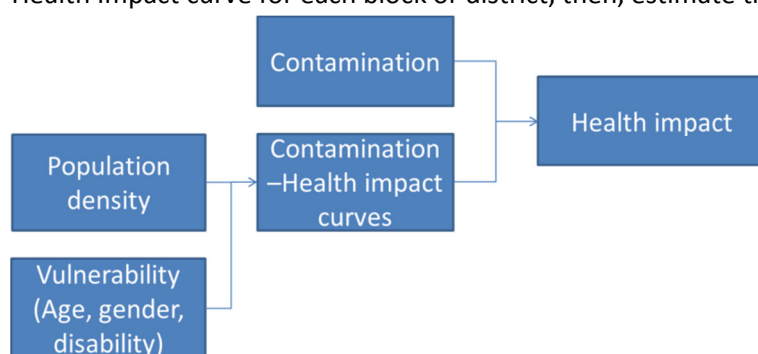 Health impact curve for each block or district, then, estimate
Contamination
Health impact
Population
density
Contamination
–Health impact
curves
Vulnerability
(Age, gender,
disability)